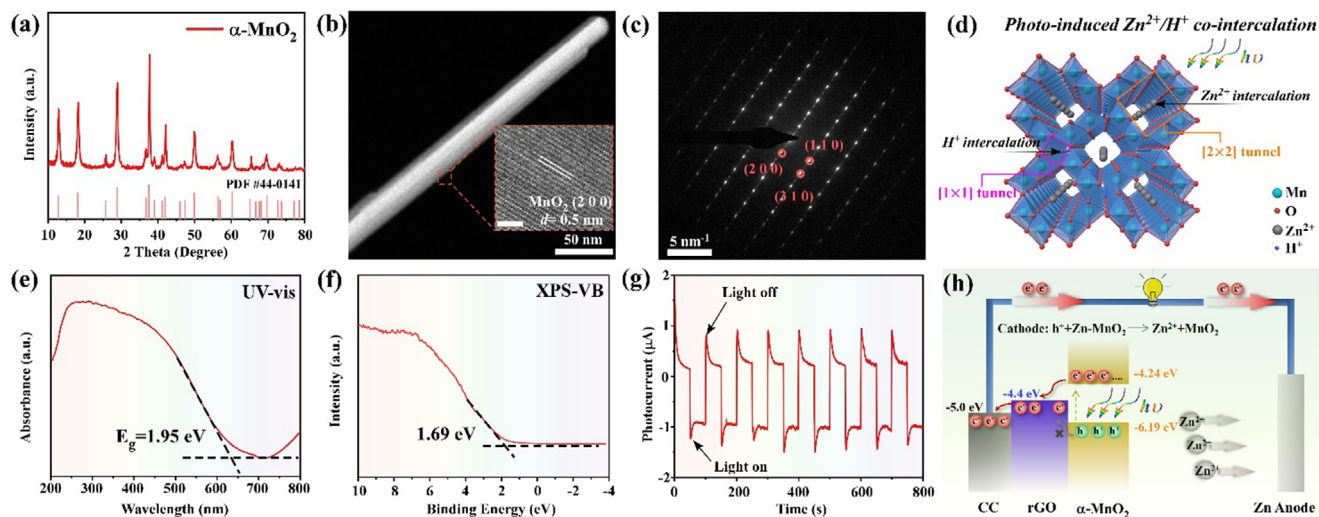 (a)
α-MnO2
Intensity (a.u.)
PDF #44-0141
10 20 30 40 50 60 70 80
2 Theta (Degree)
(b)
MnO2 (2 0 0)
d= 0.5 nm
50 nm
(c)
(1 1 0)
(2 0 0)
(3 1 0)
5 nm-1
(d)
Photo-induced Zn2+/H+ co-intercalation
hυ
Zn2+ intercalation
H+ intercalation
[2×2] tunnel
[1×1] tunnel
Mn
O
Zn2+
H+
(e)
UV-vis
Absorbance (a.u.)
Eg=1.95 eV
200 300 400 500 600 700 800
Wavelength (nm)
(f)
XPS-VB
Intensity (a.u.)
1.69 eV
10 8 6 4 2 0 -2 -4
Binding Energy (eV)
(g)
Photocurrent (μA)
2
1
0
-1
-2
Light off
Light on
0 200 400 600 800
Time (s)
(h)
e- e- e- e-
Cathode: h++Zn-MnO2 → Zn2++MnO2
e- e- e- ....
-4.24 eV
-4.4 eV
-5.0 eV
e- e- e-
e- e- e-
hυ
-6.19 eV
h h+ h+
Zn2+
Zn2+
Zn2+
CC rGO α-MnO2 Zn Anode